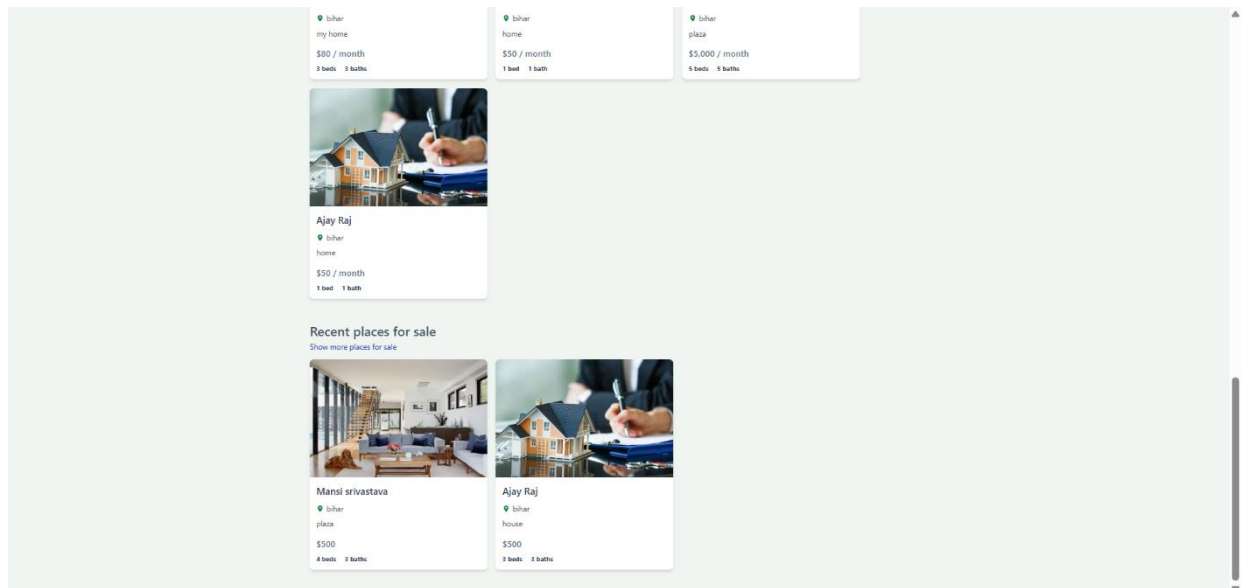 bihar
my home
$80 / month
3 beds 3 baths
bihar
home
$50 / month
1 bed 1 bath
bihar
plaza
$5,000 / month
5 beds 5 baths
Ajay Raj
bihar
home
$50 / month
1 bed 1 bath
Recent places for sale
Show more places for sale
Mansi srivastava
bihar
plaza
$500
4 beds 3 baths
Ajay Raj
bihar
house
$500
3 beds 3 baths